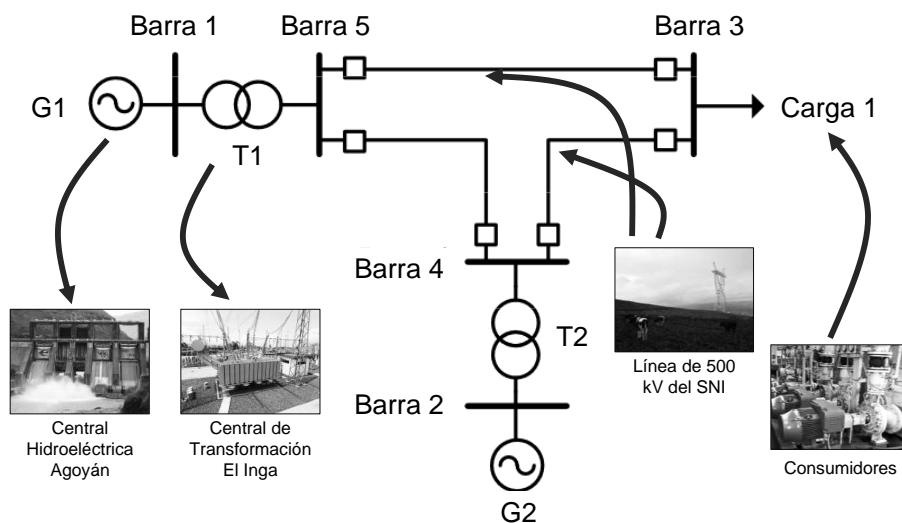 Barra 1
Barra 5
Barra 3
G1
T1
Carga 1
Barra 4
T2
Línea de 500
kV del SNI
Barra 2
Central
Hidroeléctrica
Agoyán
Central de
Transformación
El Inga
Consumidores
G2